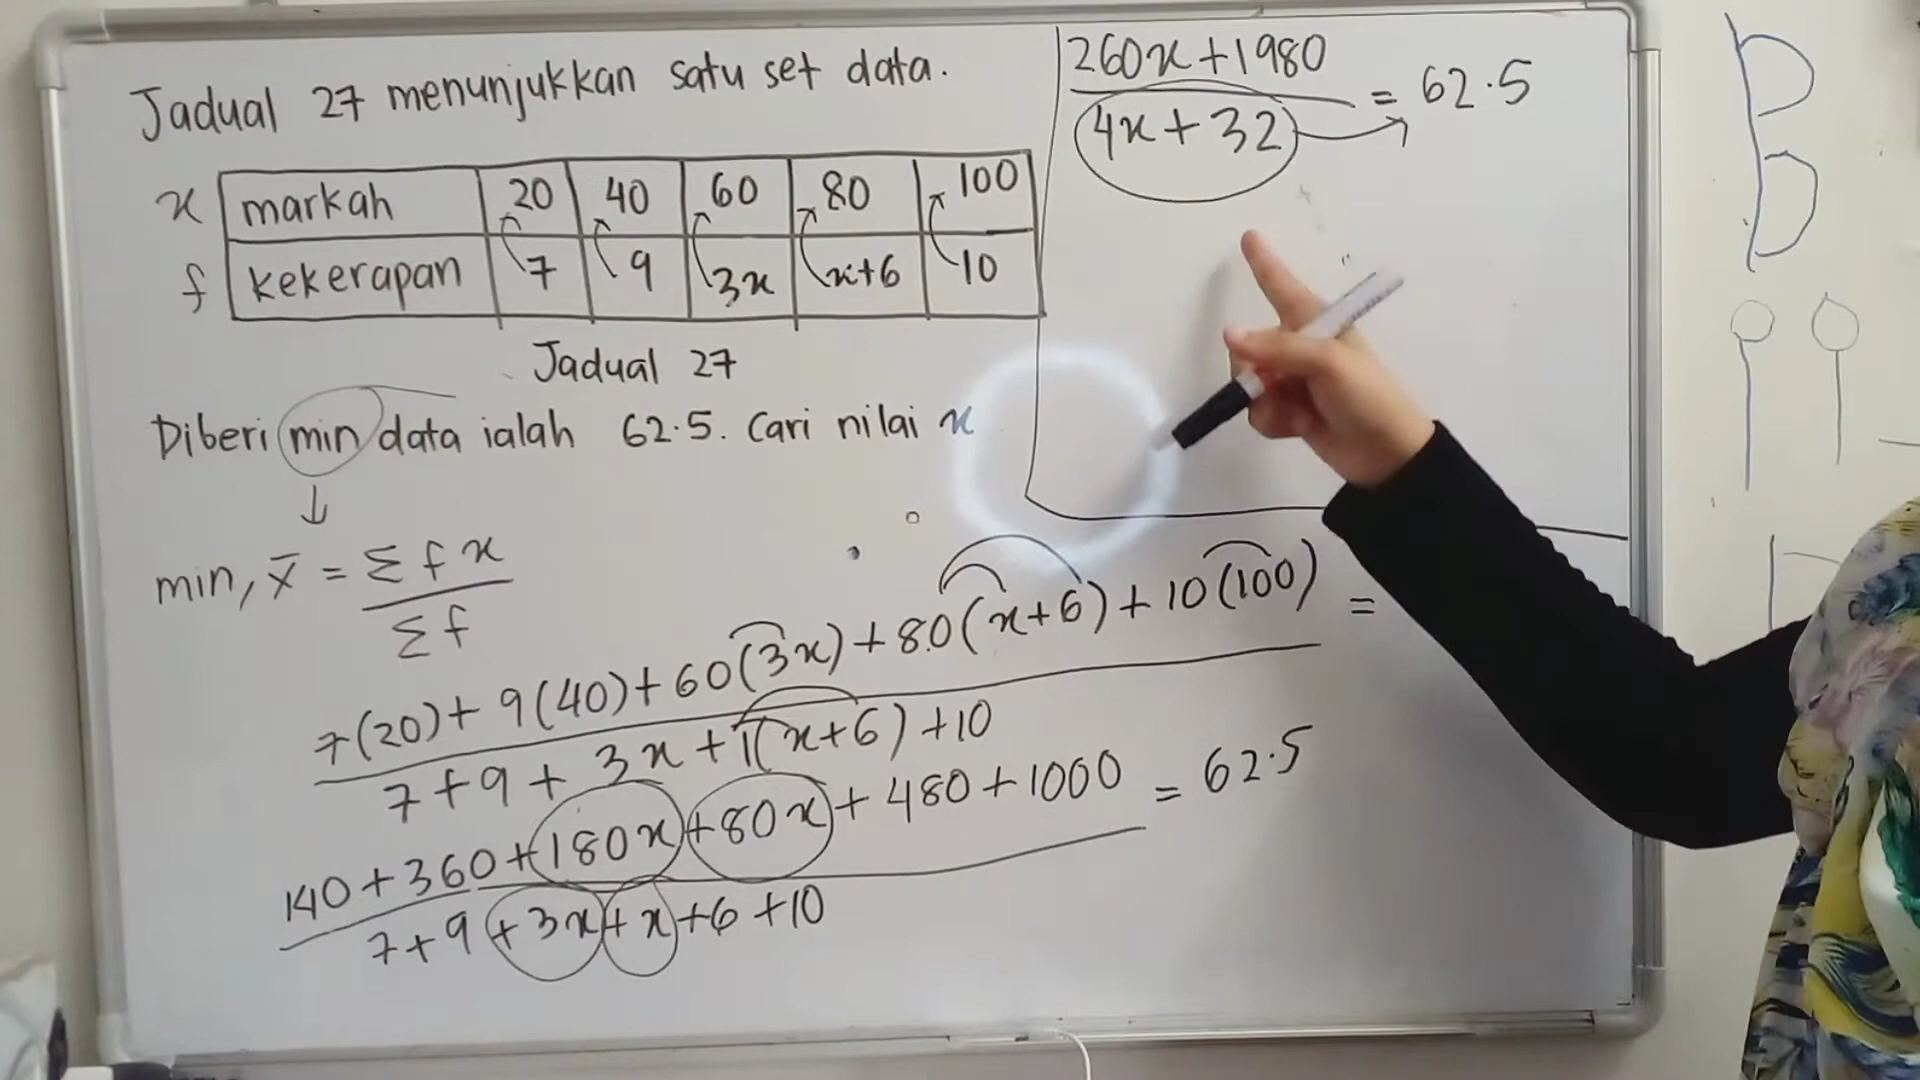 Jadual 27 menunjukkan satu set data.
x markah 20 40 60 80 100
f kekerapan 7 9 3x x+6 10
Jadual 27
Diberi min data ialah 62.5. Cari nilai x
min, x̄ = Σfx
Σf
7(20) + 9(40) + 60(3x) + 80(x+6) + 10(100) =
7+9+ 3x + 1(x+6) + 10
140 + 360 + 180x + 80x + 480 + 1000 = 62.5
7+9 + 3x + x + 6 + 10
260x + 1980 = 62.5
4x + 32